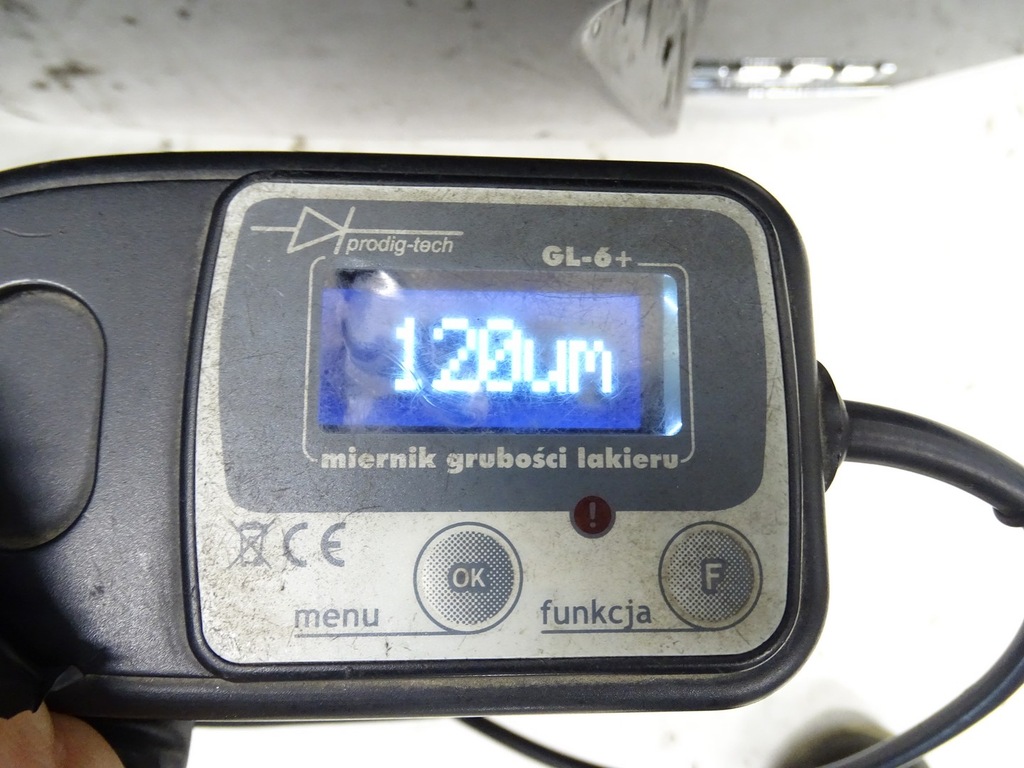 prodig-tech
GL-6+
120um
miernik grubości lakieru
!
CE
OK
F
menu
funkcja